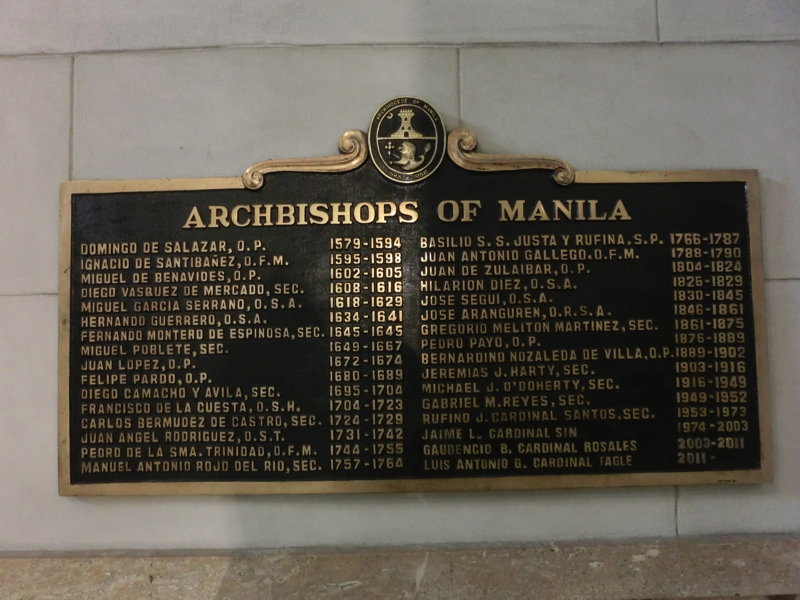 ARCHDIOCESE OF MANILA
ARCHBISHOPS OF MANILA
DOMINGO DE SALAZAR, O.P. 1579-1594
IGNACIO DE SANTIBAÑEZ, O.F.M. 1595-1598
MIGUEL DE BENAVIDES, O.P. 1602-1605
DIEGO VASQUEZ DE MERCADO, SEC. 1608-1616
MIGUEL GARCIA SERRANO, O.S.A. 1618-1629
HERNANDO GUERRERO, O.S.A. 1634-1641
FERNANDO MONTERO DE ESPINOSA, SEC. 1645-1645
MIGUEL POBLETE, SEC. 1649-1667
JUAN LOPEZ, O.P. 1672-1674
FELIPE PARDO, O.P. 1680-1689
DIEGO CAMACHO Y AVILA, SEC. 1695-1704
FRANCISCO DE LA CUESTA, O.S.H. 1704-1723
CARLOS BERMUDEZ DE CASTRO, SEC. 1724-1729
JUAN ANGEL RODRIGUEZ, O.S.T. 1731-1742
PEDRO DE LA SMA. TRINIDAD, O.F.M. 1744-1755
MANUEL ANTONIO ROJO DEL RIO, SEC. 1757-1764
BASILIO S.S. JUSTA Y RUFINA, S.P. 1766-1787
JUAN ANTONIO GALLEGO, O.F.M. 1788-1790
JUAN DE ZULAIBAR, O.P. 1804-1824
HILARION DIEZ, O.S.A. 1826-1829
JOSE SEGUI, O.S.A. 1830-1845
JOSE ARANGUREN, O.R.S.A. 1846-1861
GREGORIO MELITON MARTINEZ, SEC. 1861-1875
PEDRO PAYO, O.P. 1876-1889
BERNARDINO NOZALEDA DE VILLA, O.P. 1889-1902
JEREMIAS J. HARTY, SEC. 1903-1916
MICHAEL J. O'DOHERTY, SEC. 1916-1949
GABRIEL M. REYES, SEC. 1949-1952
RUFINO J. CARDINAL SANTOS, SEC. 1953-1973
JAIME L. CARDINAL SIN 1974-2003
GAUDENCIO B. CARDINAL ROSALES 2003-2011
LUIS ANTONIO G. CARDINAL TAGLE 2011-